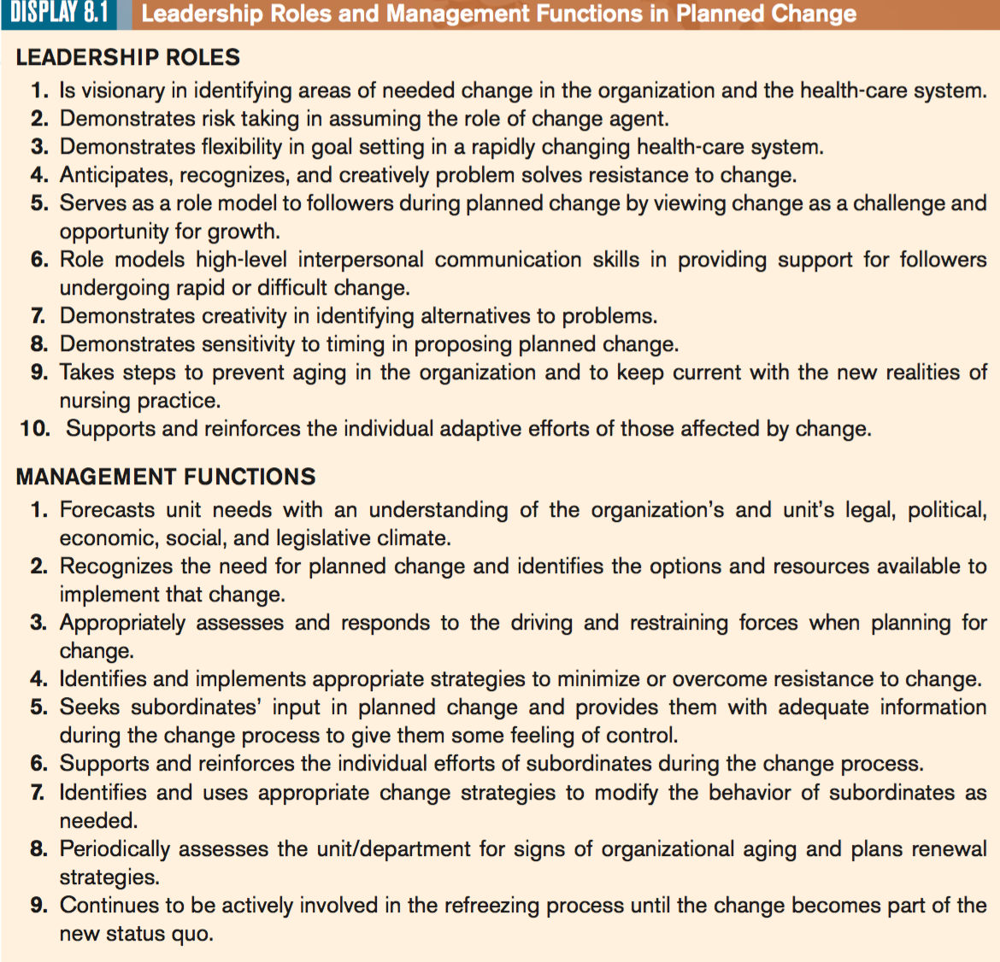 DISPLAY 8.1 Leadership Roles and Management Functions in Planned Change
LEADERSHIP ROLES
1. Is visionary in identifying areas of needed change in the organization and the health-care system.
2. Demonstrates risk taking in assuming the role of change agent.
3. Demonstrates flexibility in goal setting in a rapidly changing health-care system.
4. Anticipates, recognizes, and creatively problem solves resistance to change.
5. Serves as a role model to followers during planned change by viewing change as a challenge and
opportunity for growth.
6. Role models high-level interpersonal communication skills in providing support for followers
undergoing rapid or difficult change.
7. Demonstrates creativity in identifying alternatives to problems.
8. Demonstrates sensitivity to timing in proposing planned change.
9. Takes steps to prevent aging in the organization and to keep current with the new realities of
nursing practice.
10. Supports and reinforces the individual adaptive efforts of those affected by change.
MANAGEMENT FUNCTIONS
1. Forecasts unit needs with an understanding of the organization's and unit's legal, political,
economic, social, and legislative climate.
2. Recognizes the need for planned change and identifies the options and resources available to
implement that change.
3. Appropriately assesses and responds to the driving and restraining forces when planning for
change.
4. Identifies and implements appropriate strategies to minimize or overcome resistance to change.
5. Seeks subordinates' input in planned change and provides them with adequate information
during the change process to give them some feeling of control.
6. Supports and reinforces the individual efforts of subordinates during the change process.
7. Identifies and uses appropriate change strategies to modify the behavior of subordinates as
needed.
8. Periodically assesses the unit/department for signs of organizational aging and plans renewal
strategies.
9. Continues to be actively involved in the refreezing process until the change becomes part of the
new status quo.